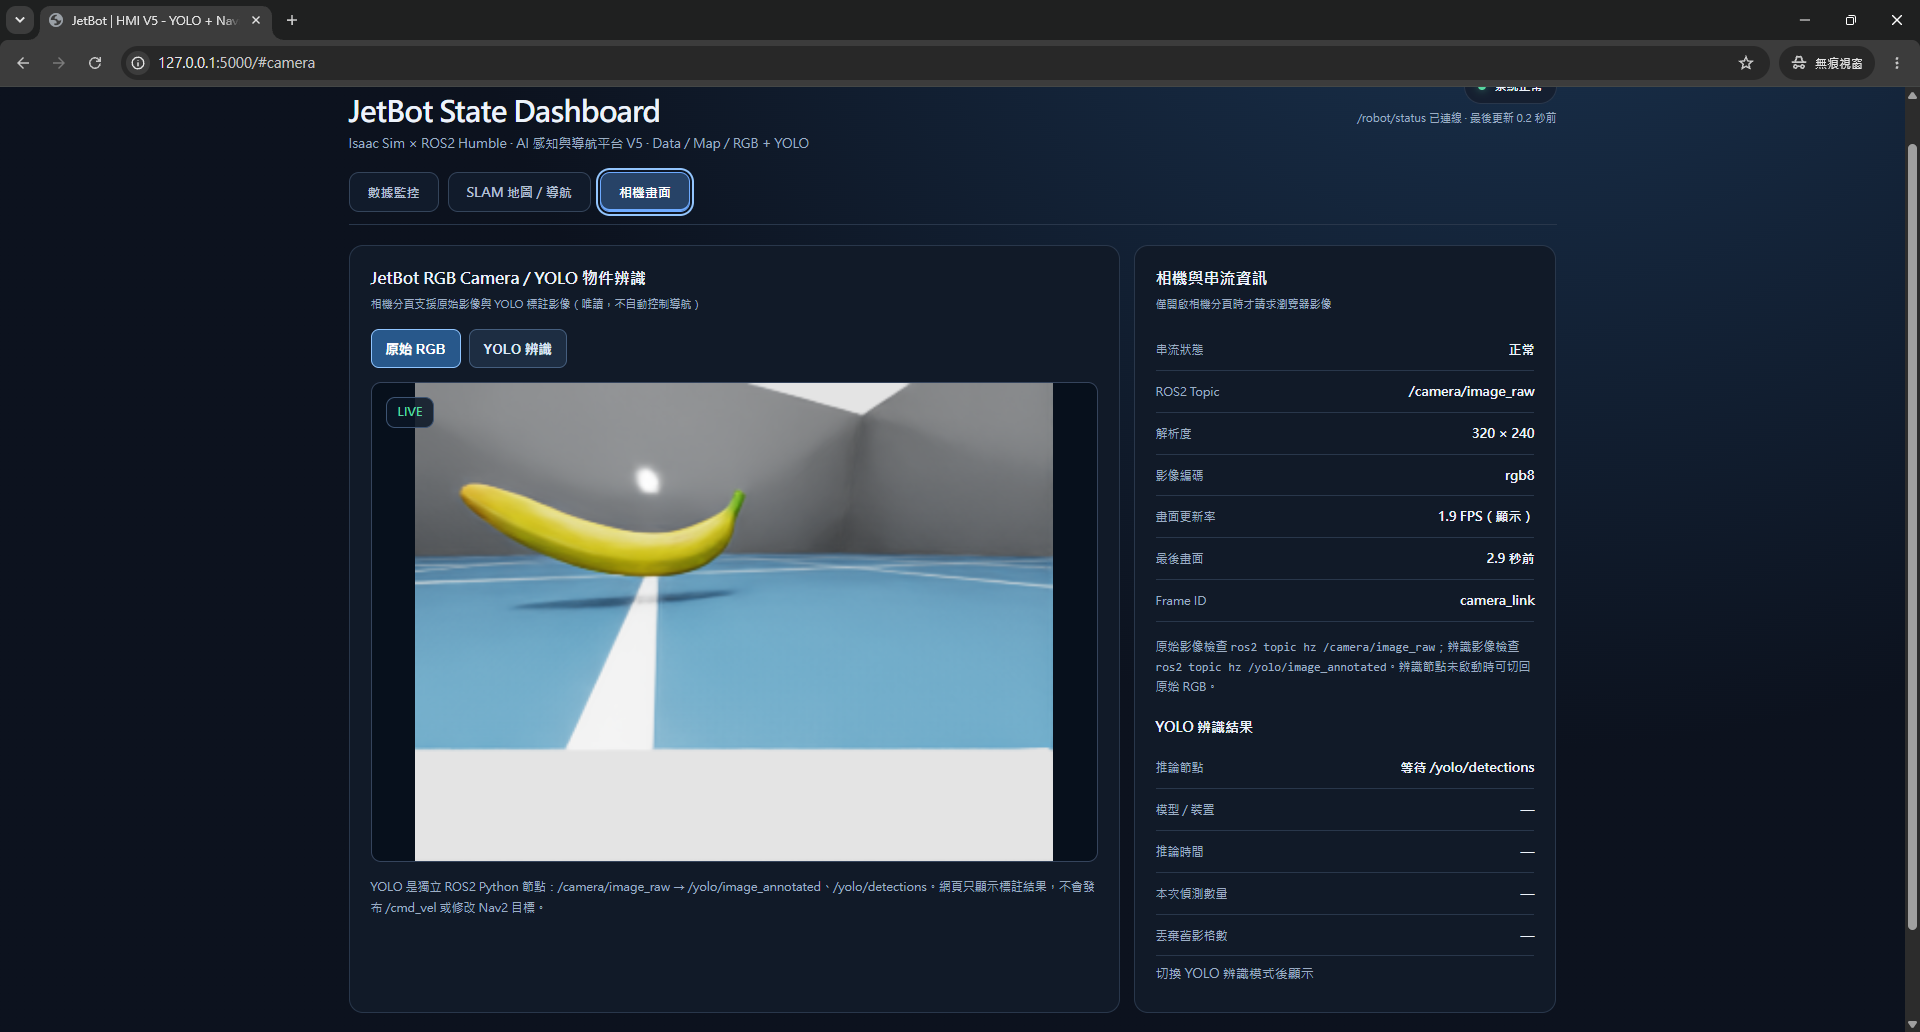 JetBot | HMI V5 - YOLO + Nav
127.0.0.1:5000/#camera
無痕視窗
系統正常
JetBot State Dashboard
/robot/status 已連線 · 最後更新 0.2 秒前
Isaac Sim × ROS2 Humble · AI 感知與導航平台 V5 · Data / Map / RGB + YOLO
數據監控
SLAM 地圖 / 導航
相機畫面
JetBot RGB Camera / YOLO 物件辨識
相機分頁支援原始影像與 YOLO 標註影像（唯讀，不自動控制導航）
原始 RGB
YOLO 辨識
LIVE
YOLO 是獨立 ROS2 Python 節點：/camera/image_raw → /yolo/image_annotated、/yolo/detections。網頁只顯示標註結果，不會發
布 /cmd_vel 或修改 Nav2 目標。
相機與串流資訊
僅開啟相機分頁時才請求瀏覽器影像
串流狀態 正常
ROS2 Topic /camera/image_raw
解析度 320 × 240
影像編碼 rgb8
畫面更新率 1.9 FPS（顯示）
最後畫面 2.9 秒前
Frame ID camera_link
原始影像檢查 ros2 topic hz /camera/image_raw；辨識影像檢查
ros2 topic hz /yolo/image_annotated。辨識節點未啟動時可切回
原始 RGB。
YOLO 辨識結果
推論節點 等待 /yolo/detections
模型 / 裝置 —
推論時間 —
本次偵測數量 —
丟棄舊影格數 —
切換 YOLO 辨識模式後顯示